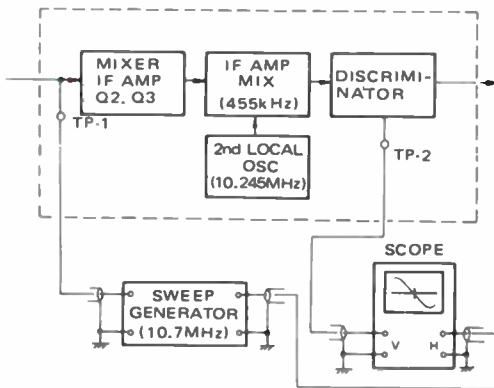 MIXER
IF AMP
Q2, Q3
IF AMP
MIX
(455kHz)
DISCRIMI-
NATOR
TP-1
2nd LOCAL
OSC
(10.245MHz)
TP-2
SCOPE
SWEEP
GENERATOR
(10.7MHz)
V
H